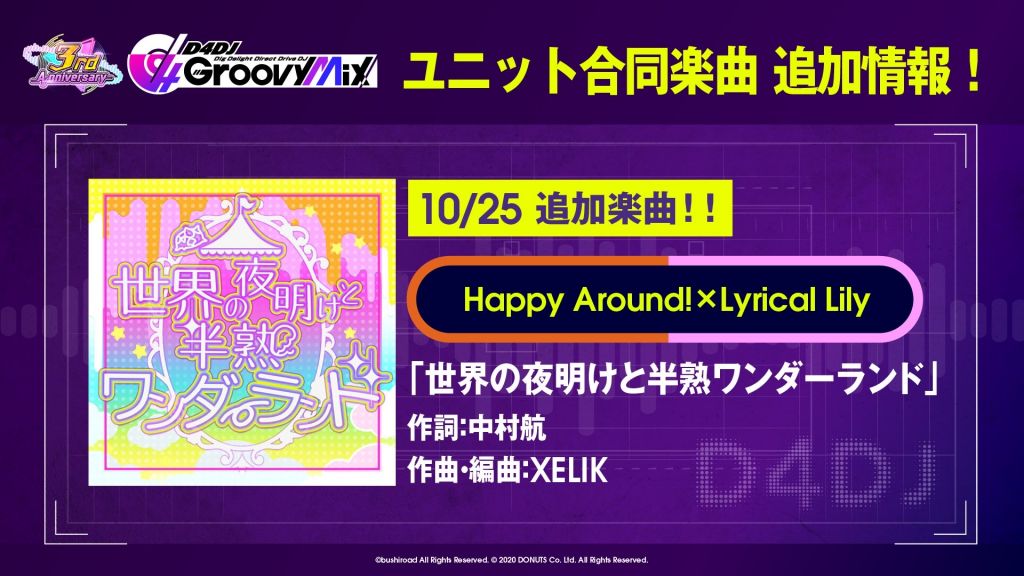 3rd
Anniversary
D4DJ
Dig Delight Direct Drive DJ
Groovy Mix
ユニット合同楽曲 追加情報！
世界の夜明けと
半熟
ワンダーランド
10/25 追加楽曲！！
Happy Around!×Lyrical Lily
「世界の夜明けと半熟ワンダーランド」
作詞:中村航
作曲・編曲:XELIK
D4DJ
©bushiroad All Rights Reserved. © 2020 DONUTS Co. Ltd. All Rights Reserved.